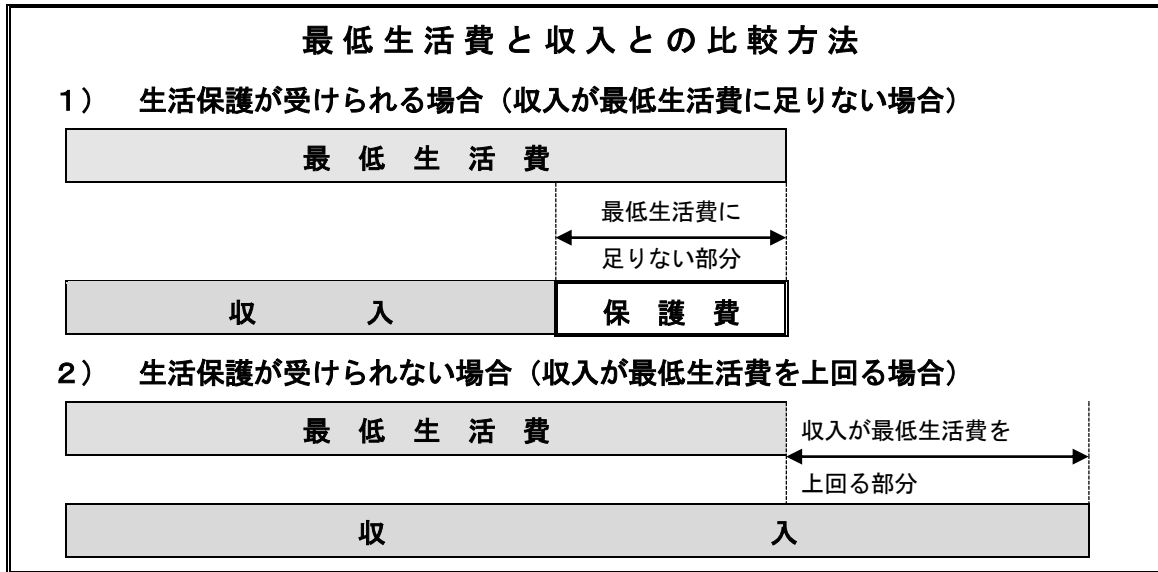 最低生活費と収入との比較方法
１）　生活保護が受けられる場合（収入が最低生活費に足りない場合）
最　低　生　活　費
最低生活費に
足りない部分
収　　　入
保　護　費
２）　生活保護が受けられない場合（収入が最低生活費を上回る場合）
最　低　生　活　費
収入が最低生活費を
上回る部分
収　　　　　　　入